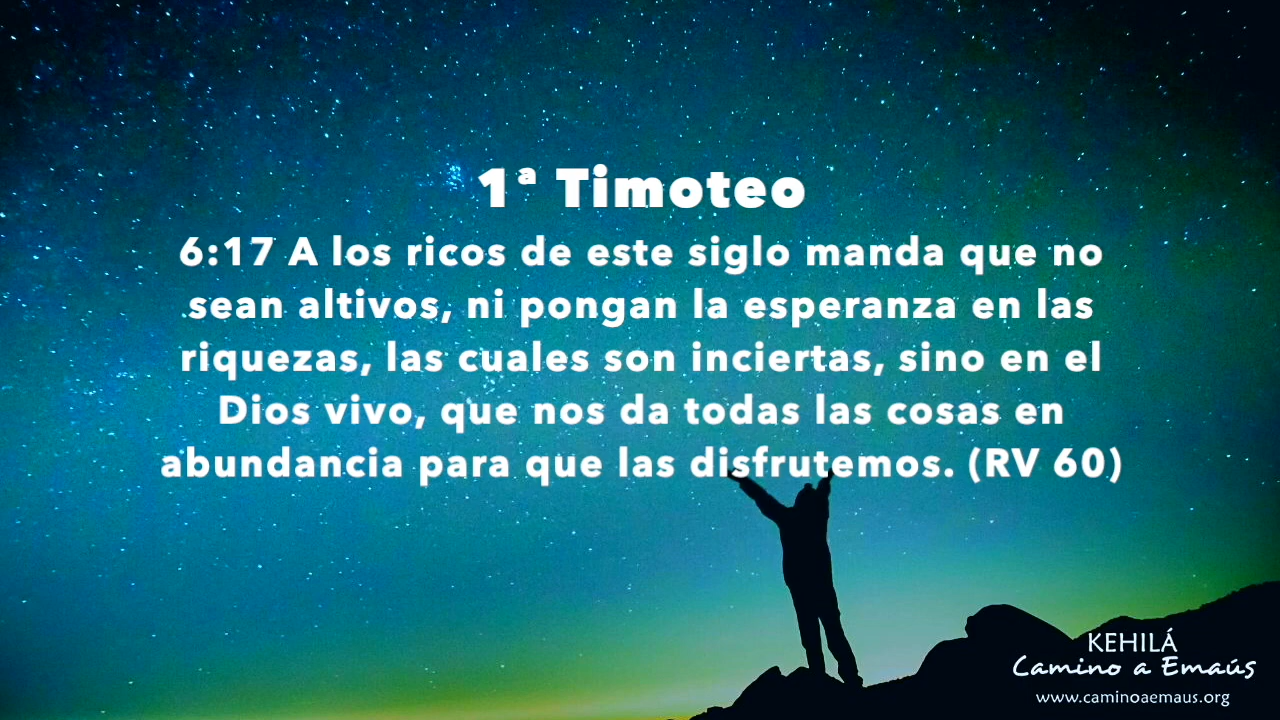 1ª Timoteo
6:17 A los ricos de este siglo manda que no
sean altivos, ni pongan la esperanza en las
riquezas, las cuales son inciertas, sino en el
Dios vivo, que nos da todas las cosas en
abundancia para que las disfrutemos. (RV 60)
KEHILÁ
Camino a Emaús
www.caminoaemaus.org